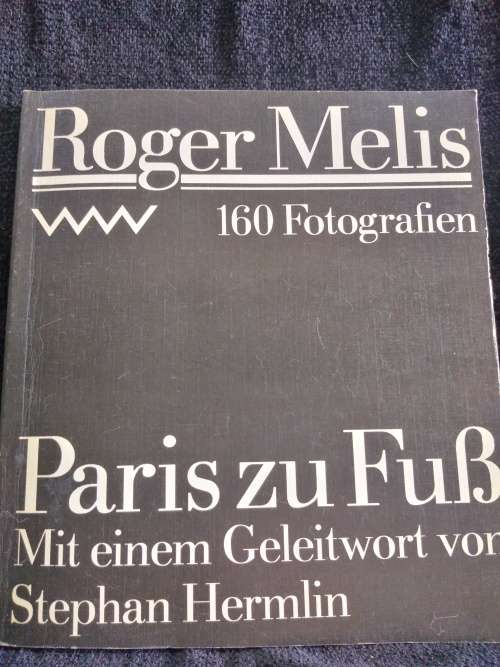 Roger Melis
160 Fotografien
Paris zu Fuß
Mit einem Geleitwort von
Stephan Hermlin